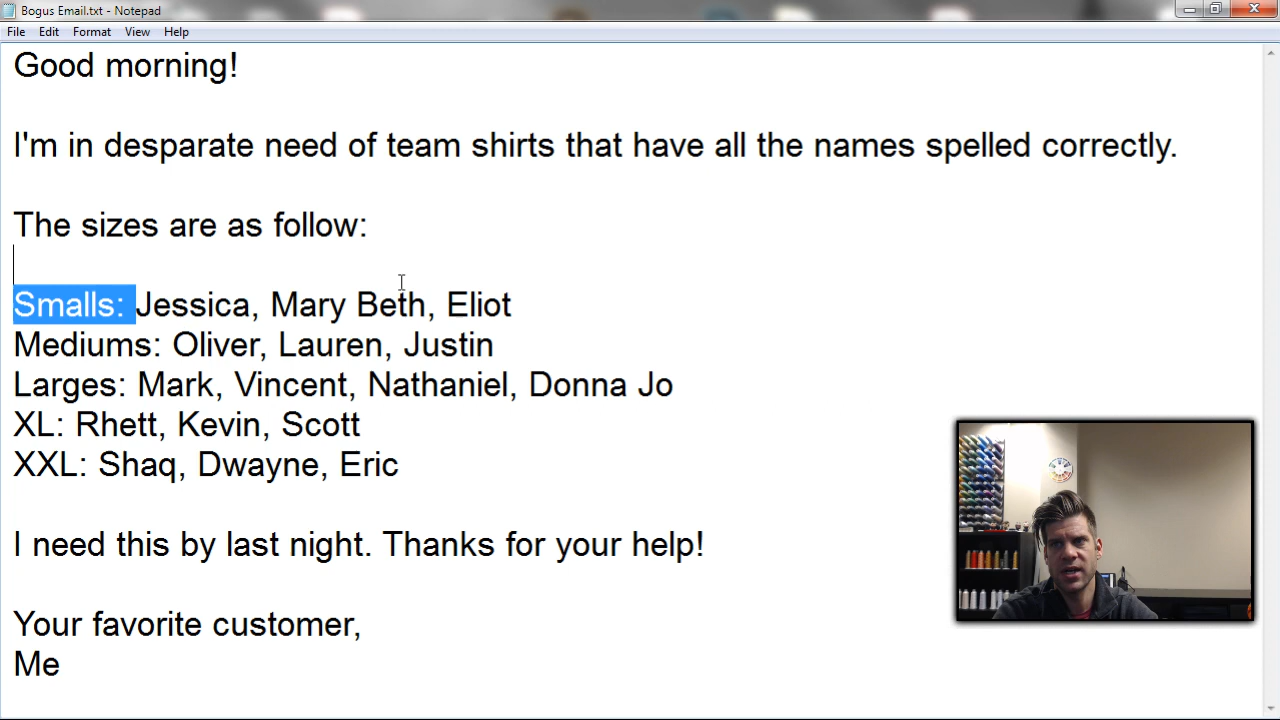 Bogus Email.txt - Notepad
File Edit Format View Help
Good morning!
I'm in desparate need of team shirts that have all the names spelled correctly.
The sizes are as follow:
Smalls: Jessica, Mary Beth, Eliot
Mediums: Oliver, Lauren, Justin
Larges: Mark, Vincent, Nathaniel, Donna Jo
XL: Rhett, Kevin, Scott
XXL: Shaq, Dwayne, Eric
I need this by last night. Thanks for your help!
Your favorite customer,
Me